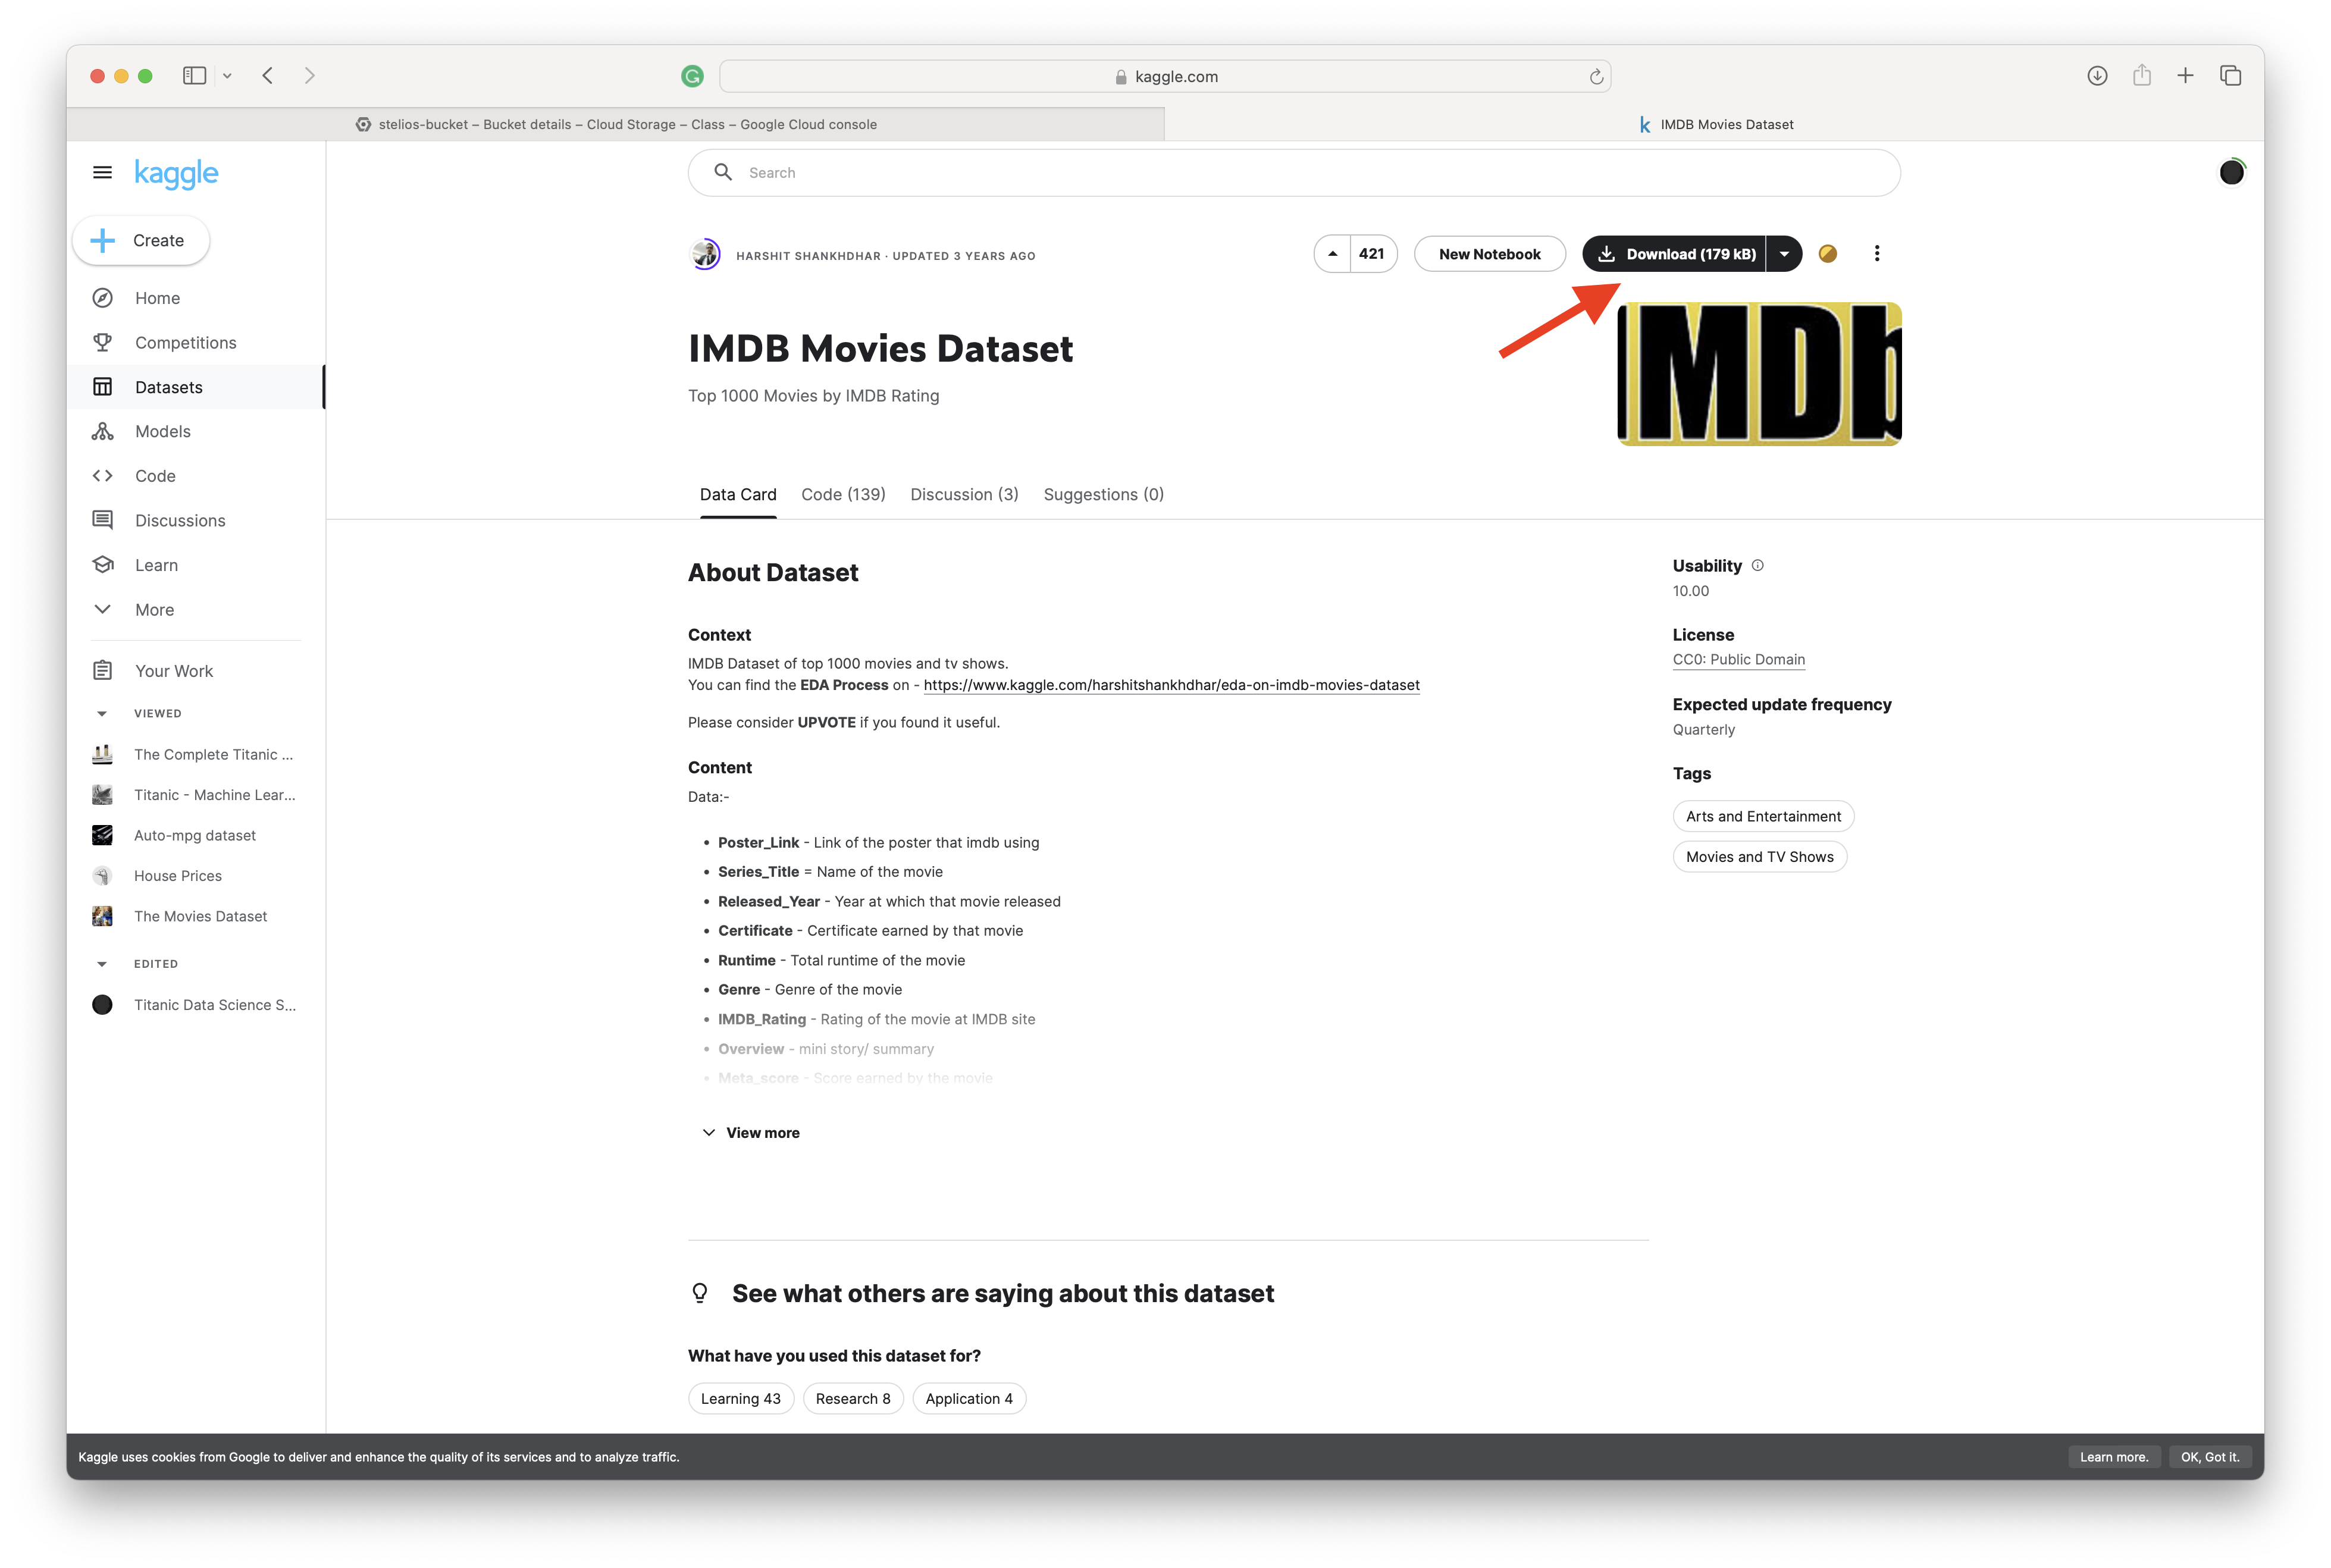 kaggle.com
stelios-bucket – Bucket details – Cloud Storage – Class – Google Cloud console
IMDB Movies Dataset
kaggle
Search
Create
Home
Competitions
Datasets
Models
Code
Discussions
Learn
More
Your Work
VIEWED
The Complete Titanic ...
Titanic - Machine Lear...
Auto-mpg dataset
House Prices
The Movies Dataset
EDITED
Titanic Data Science S...
HARSHIT SHANKHDHAR · UPDATED 3 YEARS AGO
421
New Notebook
Download (179 kB)
IMDB Movies Dataset
Top 1000 Movies by IMDB Rating
IMDb
Data Card
Code (139)
Discussion (3)
Suggestions (0)
About Dataset
Context
IMDB Dataset of top 1000 movies and tv shows.
You can find the EDA Process on - https://www.kaggle.com/harshitshankhdhar/eda-on-imdb-movies-dataset
Please consider UPVOTE if you found it useful.
Content
Data:-
• Poster_Link - Link of the poster that imdb using
• Series_Title = Name of the movie
• Released_Year - Year at which that movie released
• Certificate - Certificate earned by that movie
• Runtime - Total runtime of the movie
• Genre - Genre of the movie
• IMDB_Rating - Rating of the movie at IMDB site
• Overview - mini story/ summary
• Meta_score - Score earned by the movie
View more
Usability
10.00
License
CC0: Public Domain
Expected update frequency
Quarterly
Tags
Arts and Entertainment
Movies and TV Shows
See what others are saying about this dataset
What have you used this dataset for?
Learning 43
Research 8
Application 4
Kaggle uses cookies from Google to deliver and enhance the quality of its services and to analyze traffic.
Learn more.
OK, Got it.